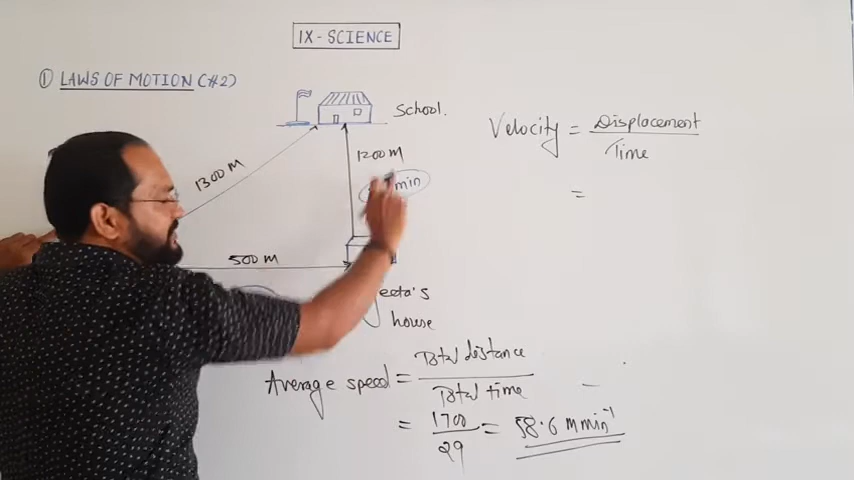 IX-SCIENCE
① LAWS OF MOTION (#2)
School.
1300 M
1200 M
min
500 M
eeta's
house
Velocity = Displacement
Time
=
Average speed = Total distance
Total time
= 1700
29
= 58.6 m min⁻¹